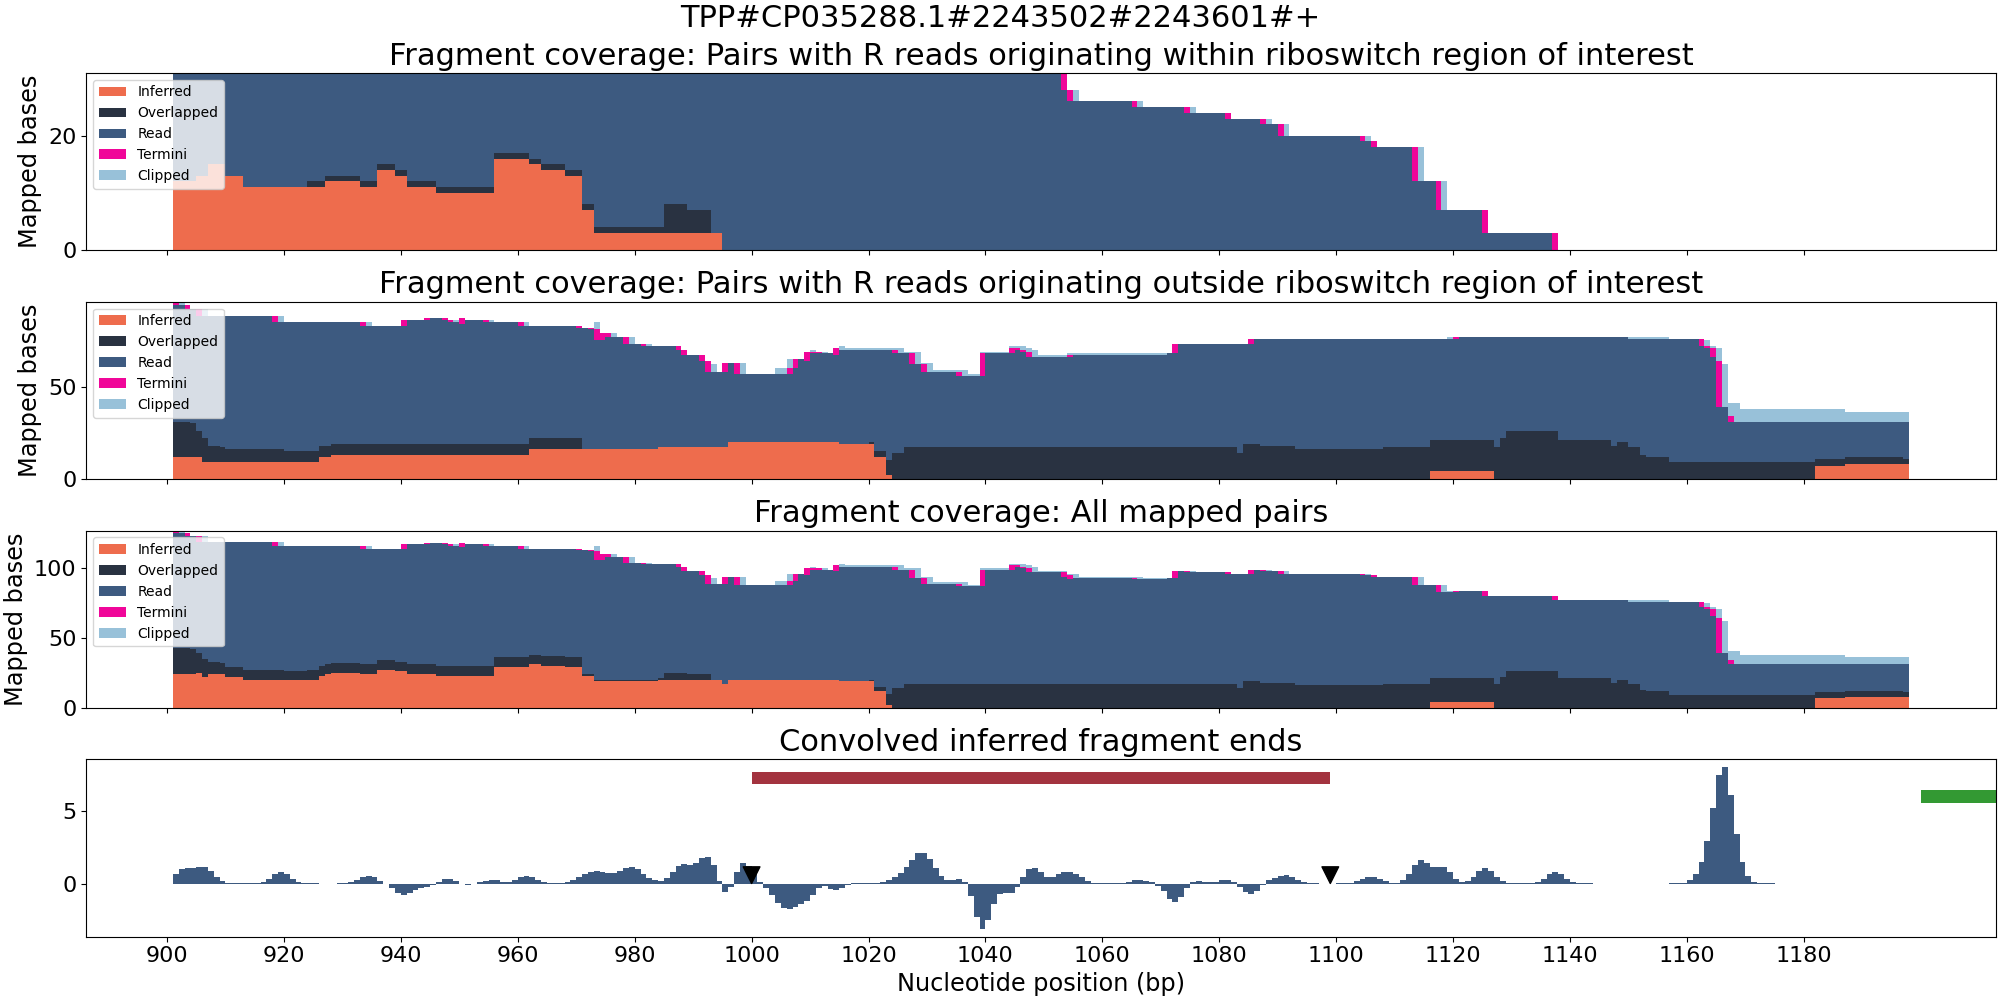 TPP#CP035288.1#2243502#2243601#+
Fragment coverage: Pairs with R reads originating within riboswitch region of interest
Mapped bases
20
0
Inferred
Overlapped
Read
Termini
Clipped
Fragment coverage: Pairs with R reads originating outside riboswitch region of interest
Mapped bases
50
0
Inferred
Overlapped
Read
Termini
Clipped
Fragment coverage: All mapped pairs
Mapped bases
100
50
0
Inferred
Overlapped
Read
Termini
Clipped
Convolved inferred fragment ends
5
0
900 920 940 960 980 1000 1020 1040 1060 1080 1100 1120 1140 1160 1180
Nucleotide position (bp)